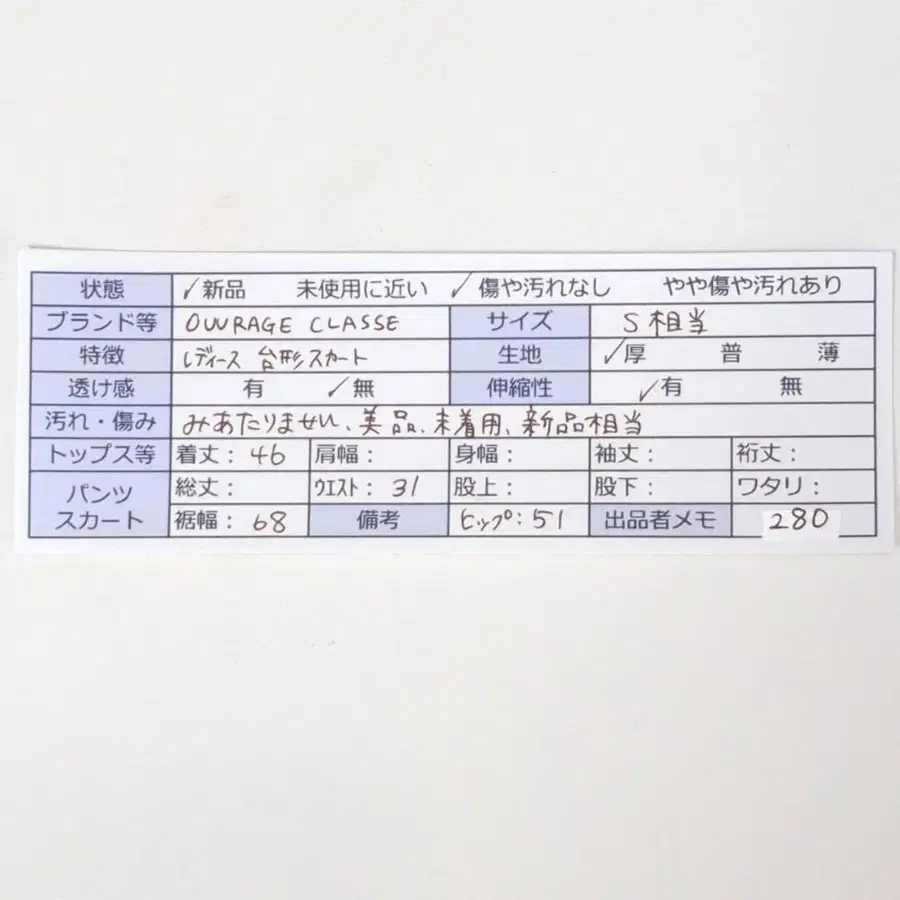 状態 ✓新品 未使用に近い ✓傷や汚れなし やや傷や汚れあり
ブランド等 OUVRAGE CLASSE サイズ S相当
特徴 レディース 台形スカート 生地 ✓厚 普 薄
透け感 有 ✓無 伸縮性 ✓有 無
汚れ・傷み みあたりません、美品、未着用、新品相当
トップス等 着丈：46 肩幅： 身幅： 袖丈： 裄丈：
パンツ スカート 総丈： ウエスト：31 股上： 股下： ワタリ：
裾幅：68 備考 ヒップ：51 出品者メモ 280